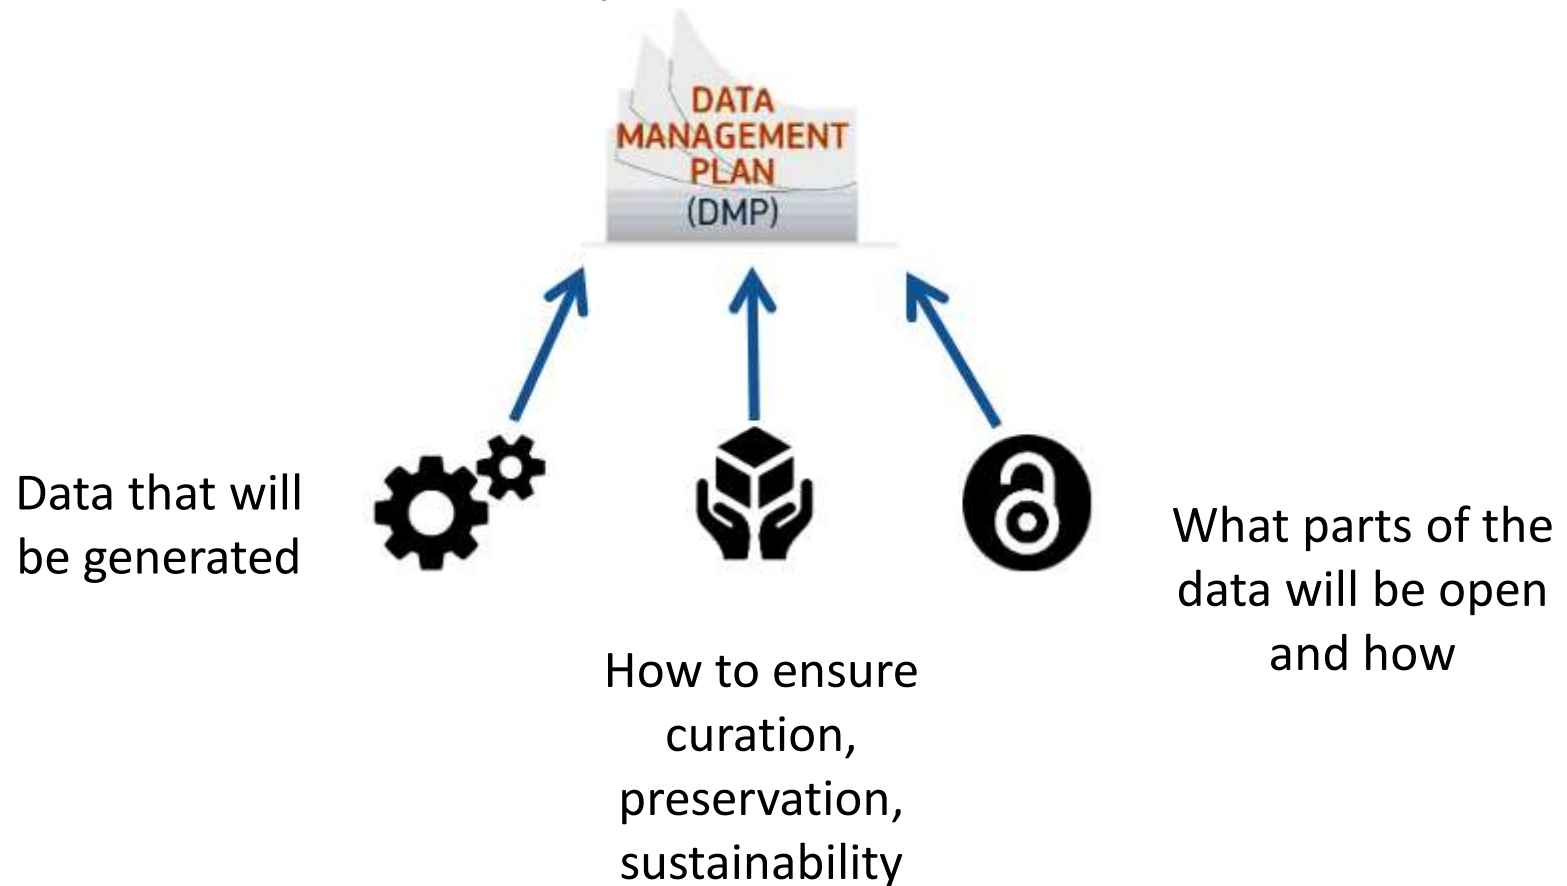 DATA
MANAGEMENT
PLAN
(DMP)
Data that will
be generated
How to ensure
curation,
preservation,
sustainability
What parts of the
data will be open
and how